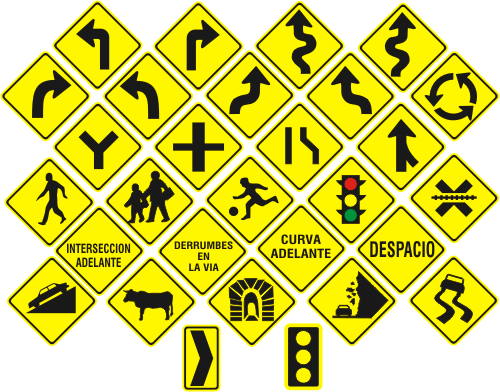 INTERSECCION
ADELANTE
DERRUMBES
EN
LA VIA
CURVA
ADELANTE
DESPACIO